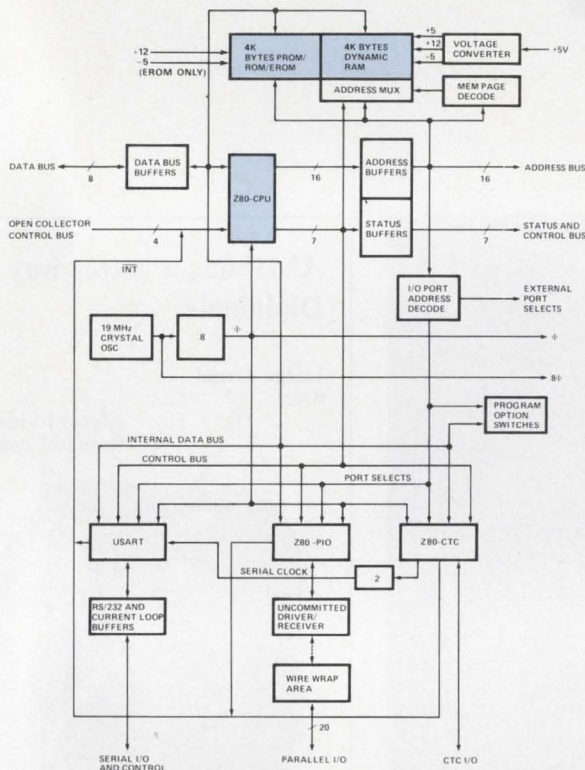 +12
-5
(EROM ONLY)
4K
BYTES PROM/
ROM/EROM
4K BYTES
DYNAMIC
RAM
ADDRESS MUX
+5
+12
-5
VOLTAGE
CONVERTER
+5V
MEM PAGE
DECODE
DATA BUS
8
DATA BUS
BUFFERS
Z80-CPU
16
ADDRESS
BUFFERS
16
ADDRESS BUS
OPEN COLLECTOR
CONTROL BUS
4
7
STATUS
BUFFERS
7
STATUS AND
CONTROL BUS
INT
I/O PORT
ADDRESS
DECODE
EXTERNAL
PORT
SELECTS
19 MHz
CRYSTAL
OSC
8
÷
÷
8÷
PROGRAM
OPTION
SWITCHES
INTERNAL DATA BUS
CONTROL BUS
PORT SELECTS
USART
Z80-PIO
Z80-CTC
SERIAL CLOCK
2
RS/232 AND
CURRENT LOOP
BUFFERS
UNCOMMITTED
DRIVER/
RECEIVER
WIRE WRAP
AREA
20
SERIAL I/O
AND CONTROL
PARALLEL I/O
CTC I/O